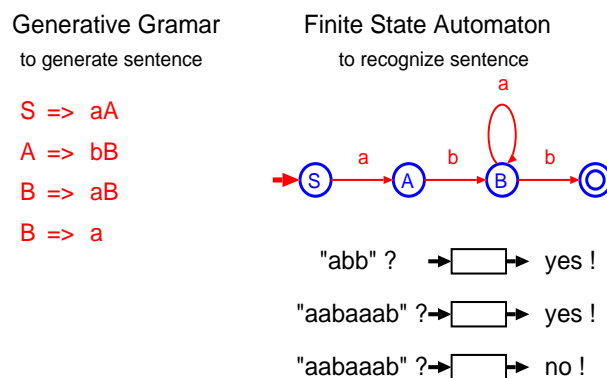 Generative Gramar
to generate sentence
S => aA
A => bB
B => aB
B => a
Finite State Automaton
to recognize sentence
a
a b b
S A B
"abb" ? yes !
"aabaaab" ? yes !
"aabaaab" ? no !